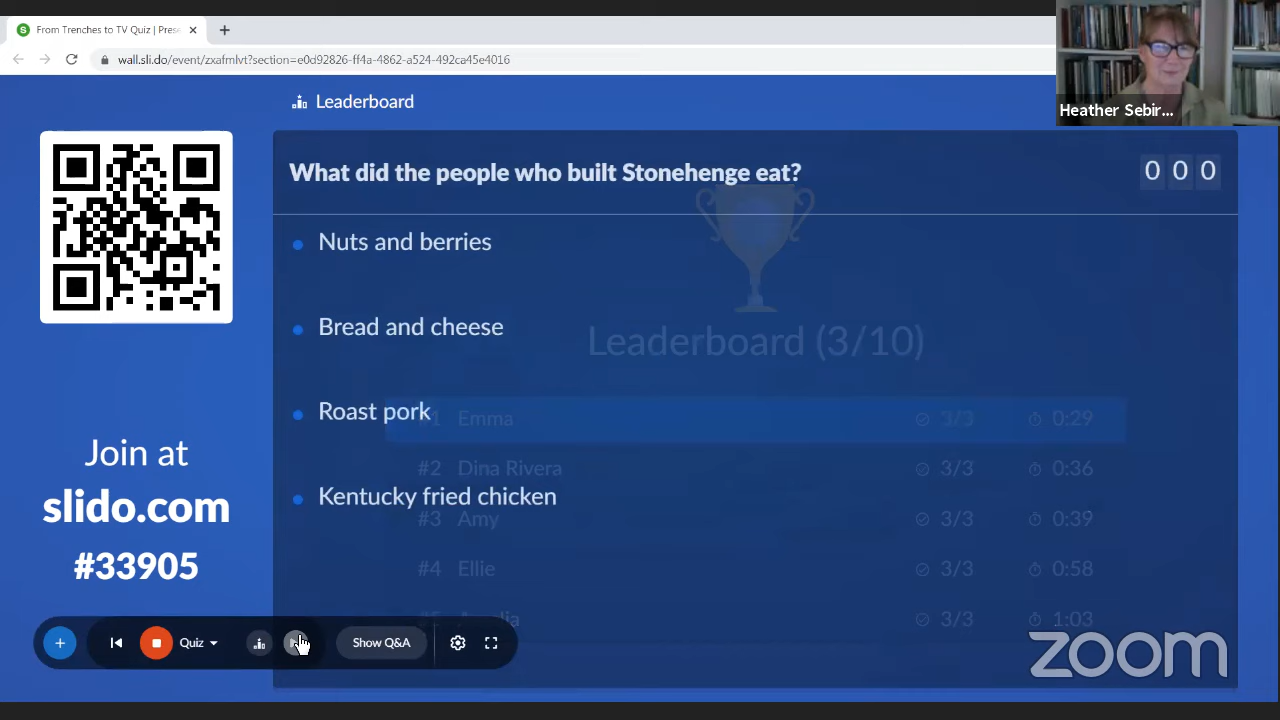 From Trenches to TV Quiz | Prese
wall.sli.do/event/zxafmlvt?section=e0d92826-ff4a-4862-a524-492ca45e4016
Heather Sebir...
Leaderboard
What did the people who built Stonehenge eat?
0 0 0
Nuts and berries
Bread and cheese
Roast pork
Kentucky fried chicken
Leaderboard (3/10)
#1 Emma 3/3 0:29
#2 Dina Rivera 3/3 0:36
#3 Amy 3/3 0:39
#4 Ellie 3/3 0:58
3/3 1:03
Join at
slido.com
#33905
Quiz
Show Q&A
zoom